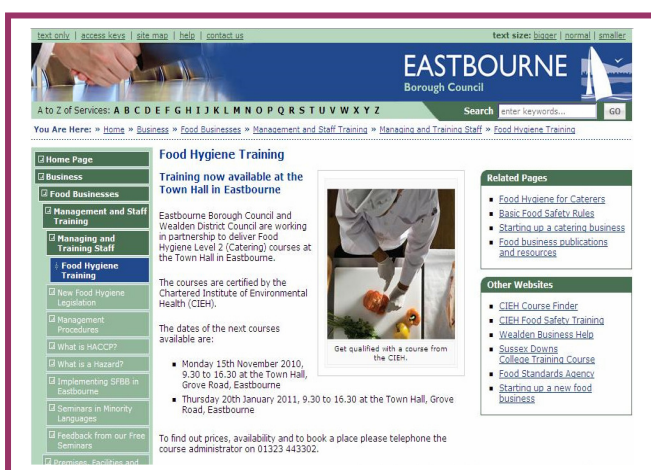 text only | access keys | site map | help | contact us
text size: bigger | normal | smaller
EASTBOURNE
Borough Council
A to Z of Services: A B C D E F G H I J K L M N O P Q R S T U V W X Y Z
Search enter keywords... GO
You Are Here: » Home » Business » Food Businesses » Management and Staff Training » Managing and Training Staff » Food Hygiene Training
Home Page
Business
Food Businesses
Management and Staff
Training
Managing and
Training Staff
Food Hygiene
Training
New Food Hygiene
Legislation
Management
Procedures
What is HACCP?
What is a Hazard?
Implementing SFBB in
Eastbourne
Seminars in Minority
Languages
Feedback from our Free
Seminars
Premises, Facilities and
Food Hygiene Training
Training now available at the
Town Hall in Eastbourne
Eastbourne Borough Council and
Wealden District Council are working
in partnership to deliver Food
Hygiene Level 2 (Catering) courses at
the Town Hall in Eastbourne.
The courses are certified by the
Chartered Institute of Environmental
Health (CIEH).
The dates of the next courses
available are:
Monday 15th November 2010,
9.30 to 16.30 at the Town Hall,
Grove Road, Eastbourne
Thursday 20th January 2011, 9.30 to 16.30 at the Town Hall, Grove
Road, Eastbourne
To find out prices, availability and to book a place please telephone the
course administrator on 01323 443302.
Get qualified with a course from
the CIEH.
Related Pages
Food Hygiene for Caterers
Basic Food Safety Rules
Starting up a catering business
Food business publications
and resources
Other Websites
CIEH Course Finder
CIEH Food Safety Training
Wealden Business Help
Sussex Downs
College Training Course
Food Standards Agency
Starting up a new food
business